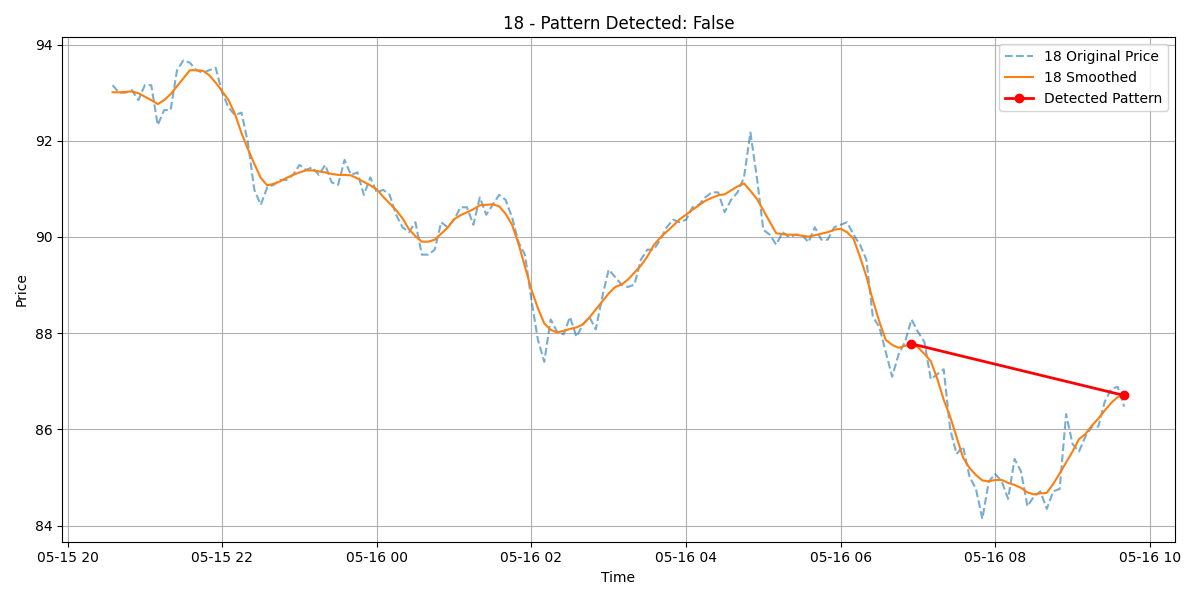 18 - Pattern Detected: False
94
92
90
88
86
84
Price
05-15 20
05-15 22
05-16 00
05-16 02
05-16 04
05-16 06
05-16 08
05-16 10
Time
18 Original Price
18 Smoothed
Detected Pattern